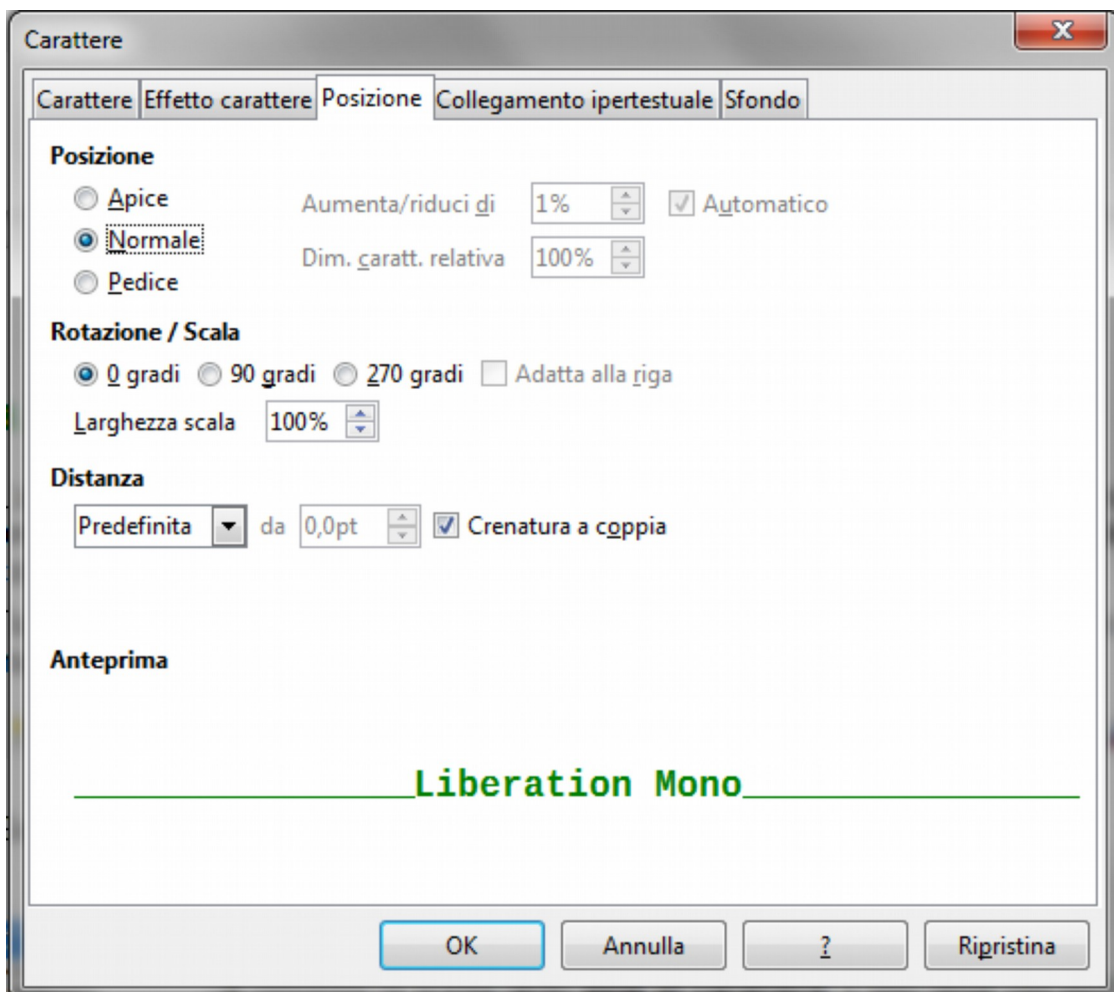 Carattere
X
Carattere Effetto carattere Posizione Collegamento ipertestuale Sfondo
Posizione
Apice Aumenta/riduci di 1% Automatico
Normale
Dim. caratt. relativa 100%
Pedice
Rotazione / Scala
0 gradi 90 gradi 270 gradi Adatta alla riga
Larghezza scala 100%
Distanza
Predefinita da 0,0pt Crenatura a coppia
Anteprima
Liberation Mono
OK Annulla ? Ripristina